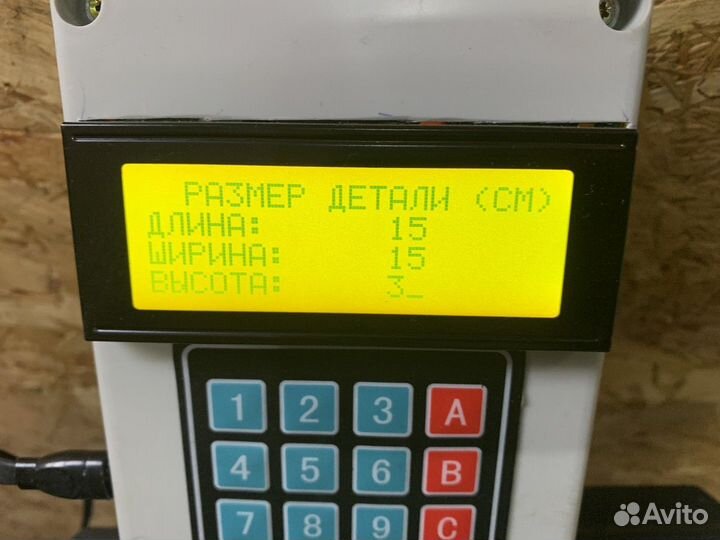 РАЗМЕР ДЕТАЛИ (СМ)
ДЛИНА: 15
ШИРИНА: 15
ВЫСОТА: 3_
1 2 3 A
4 5 6 B
7 8 9 C
Avito